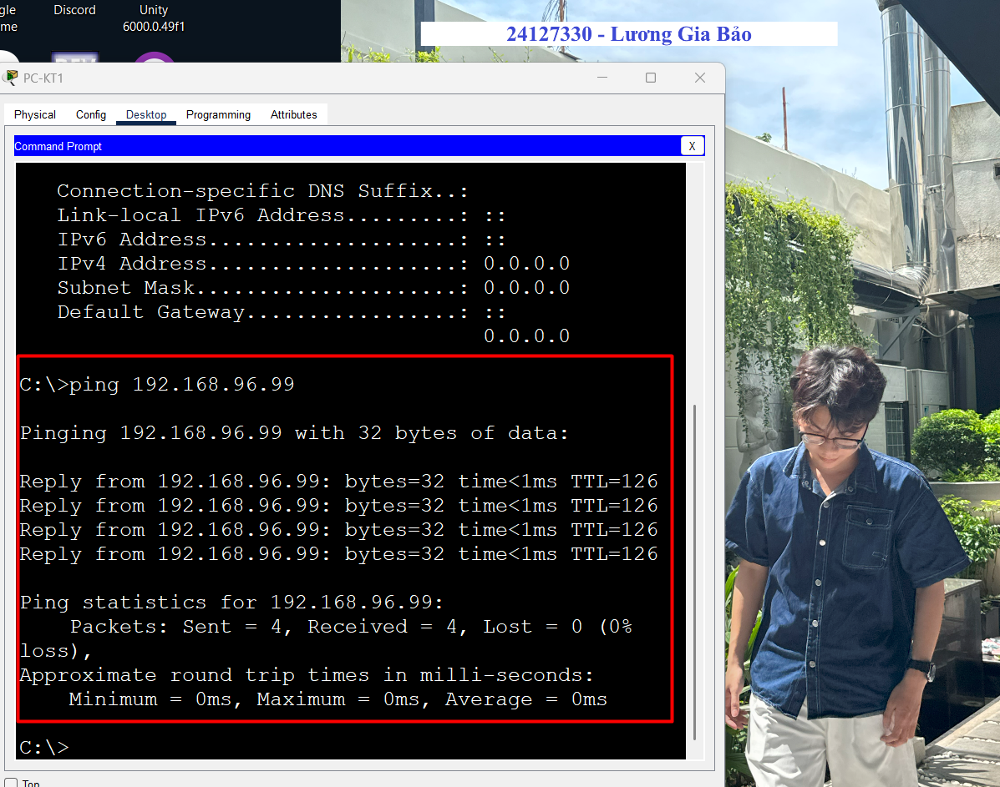 gle
me
Discord
Unity
6000.0.49f1
24127330 - Lương Gia Bảo
PC-KT1
Physical Config Desktop Programming Attributes
Command Prompt
X
Connection-specific DNS Suffix..:
Link-local IPv6 Address.........: ::
IPv6 Address....................: ::
IPv4 Address....................: 0.0.0.0
Subnet Mask.....................: 0.0.0.0
Default Gateway.................: ::
0.0.0.0
C:\>ping 192.168.96.99
Pinging 192.168.96.99 with 32 bytes of data:
Reply from 192.168.96.99: bytes=32 time<1ms TTL=126
Reply from 192.168.96.99: bytes=32 time<1ms TTL=126
Reply from 192.168.96.99: bytes=32 time<1ms TTL=126
Reply from 192.168.96.99: bytes=32 time<1ms TTL=126
Ping statistics for 192.168.96.99:
Packets: Sent = 4, Received = 4, Lost = 0 (0%
loss),
Approximate round trip times in milli-seconds:
Minimum = 0ms, Maximum = 0ms, Average = 0ms
C:\>
Top